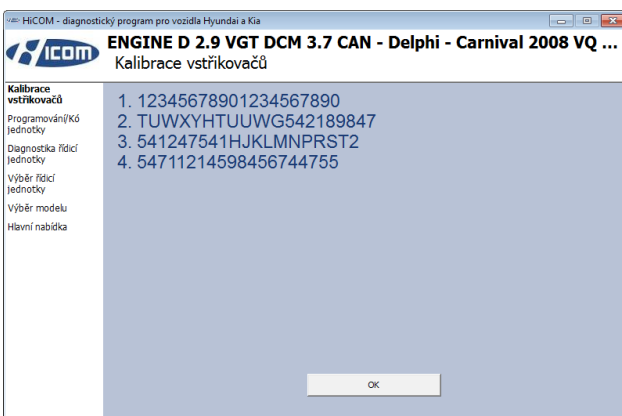 HiCOM - diagnostický program pro vozidla Hyundai a Kia
HICOM
ENGINE D 2.9 VGT DCM 3.7 CAN - Delphi - Carnival 2008 VQ ...
Kalibrace vstřikovačů
Kalibrace
vstřikovačů
Programování/Kó
jednotky
Diagnostika řídicí
jednotky
Výběr řídicí
jednotky
Výběr modelu
Hlavní nabídka
1. 12345678901234567890
2. TUWXYHTUUWG542189847
3. 541247541HJKLMNPRST2
4. 54711214598456744755
OK